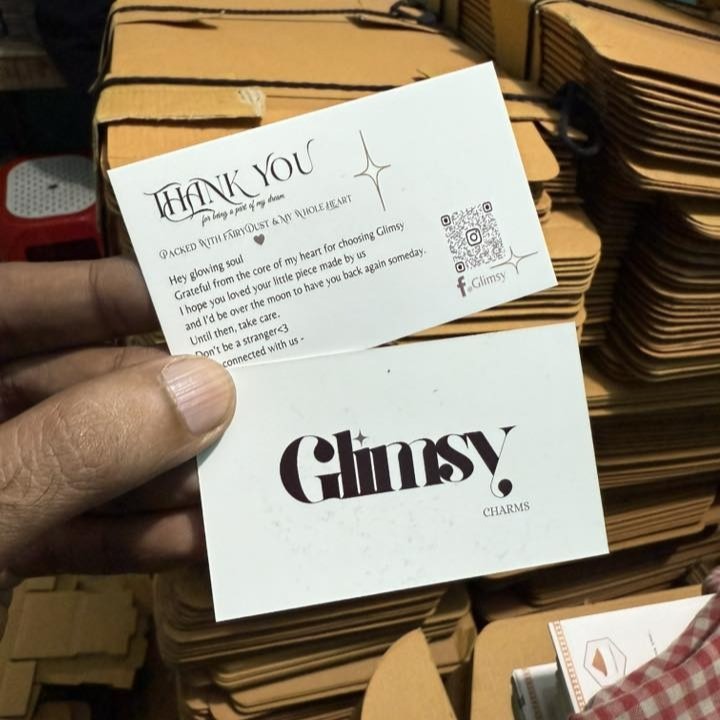 THANK YOU
for being a part of my dream
PACKED WITH FAIRYDUST & MY WHOLE HEART
Hey glowing soul
Grateful from the core of my heart for choosing Glimsy
I hope you loved your little piece made by us
and I'd be over the moon to have you back again someday.
Until then, take care.
Don't be a stranger<3
connected with us -
f @Glimsy
Glimsy
CHARMS